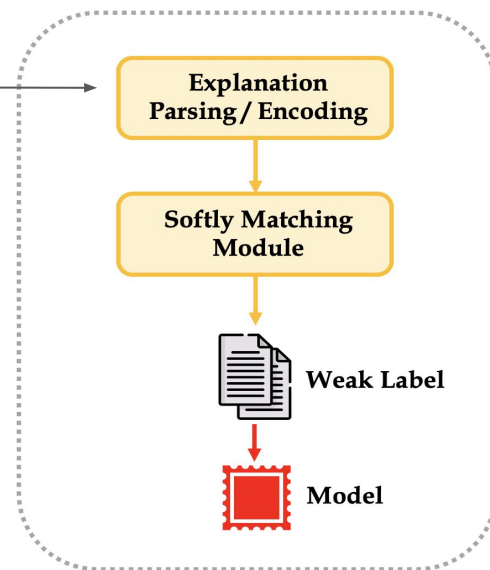 Explanation
Parsing / Encoding
Softly Matching
Module
Weak Label
Model